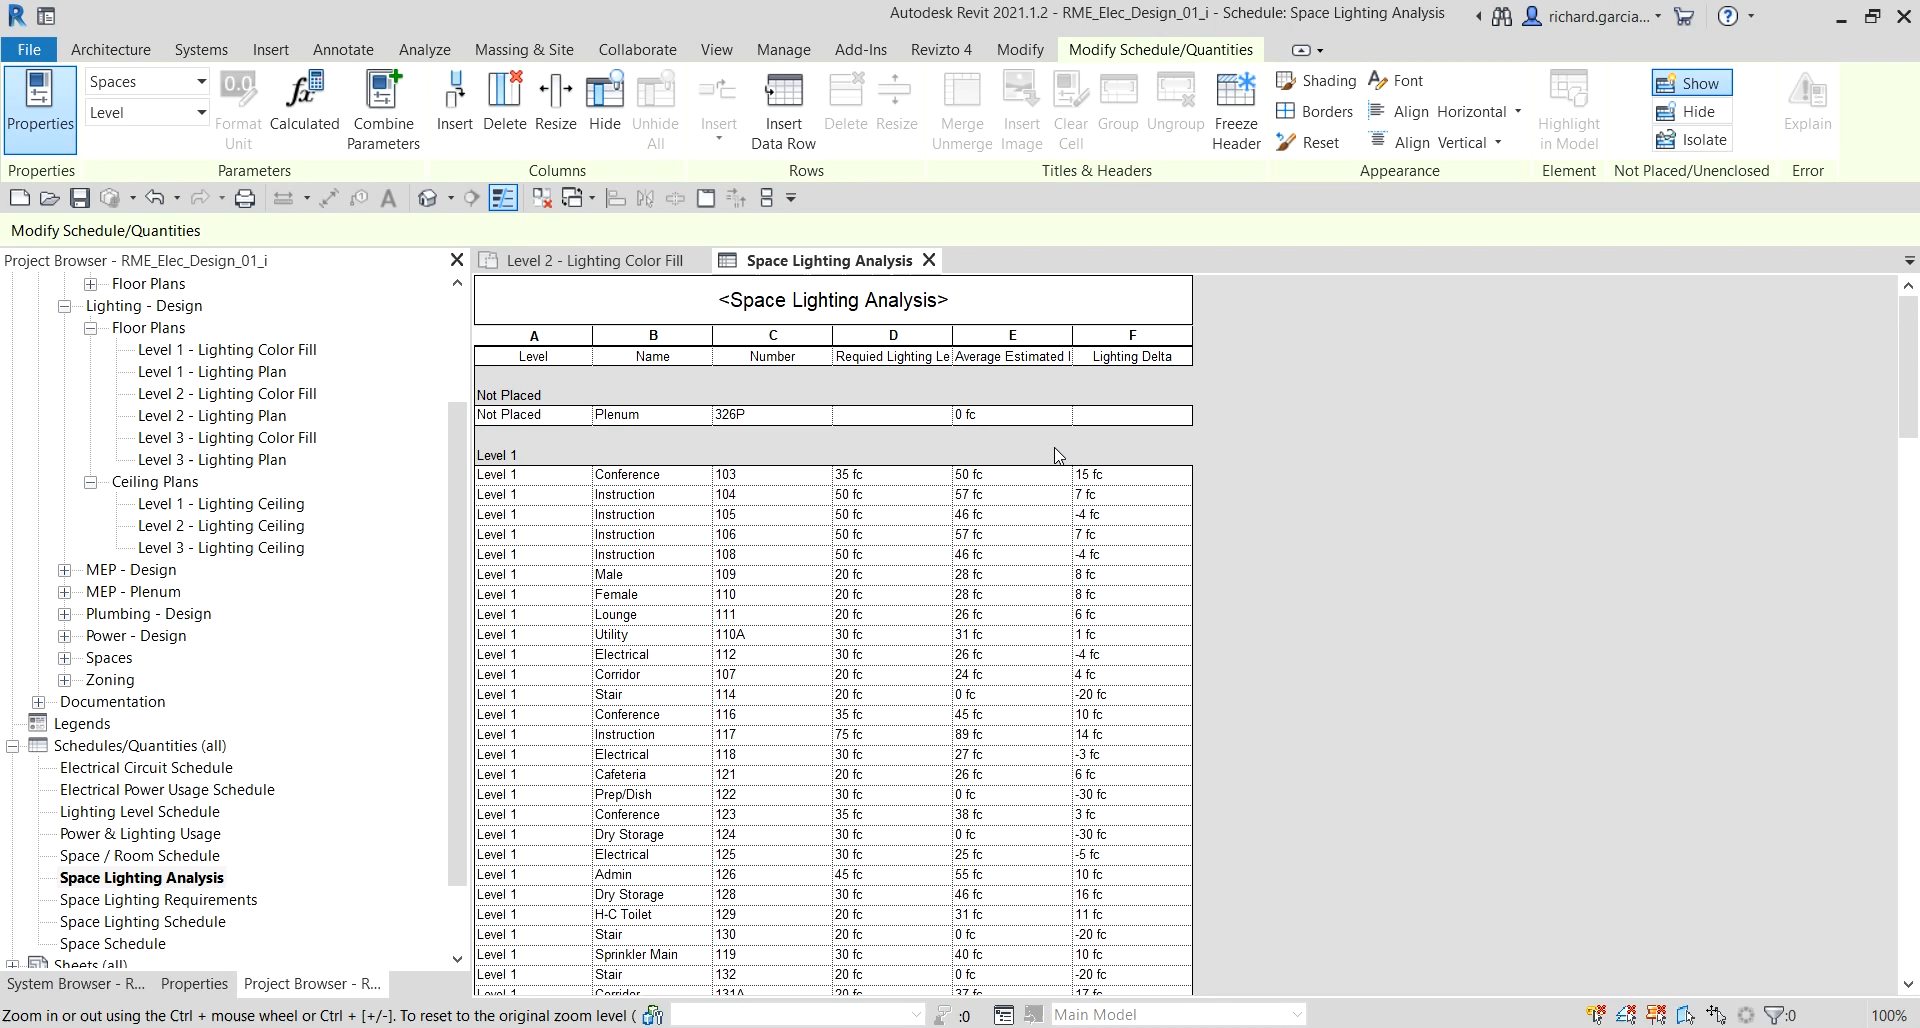 Autodesk Revit 2021.1.2 - RME_Elec_Design_01_i - Schedule: Space Lighting Analysis
richard.garcia...
File Architecture Systems Insert Annotate Analyze Massing & Site Collaborate View Manage Add-Ins Revizto 4 Modify Modify Schedule/Quantities
Properties
Spaces
Level
0.0
Format
Unit
Calculated
Combine
Parameters
Insert
Delete
Resize
Hide
Unhide
All
Insert
Insert
Data Row
Delete
Resize
Merge
Unmerge
Insert
Image
Clear
Cell
Group
Ungroup
Freeze
Header
Shading
Borders
Reset
Font
Align Horizontal
Align Vertical
Highlight
in Model
Show
Hide
Isolate
Explain
Properties Parameters Columns Rows Titles & Headers Appearance Element Not Placed/Unenclosed Error
Modify Schedule/Quantities
Project Browser - RME_Elec_Design_01_i
Floor Plans
Lighting - Design
Floor Plans
Level 1 - Lighting Color Fill
Level 1 - Lighting Plan
Level 2 - Lighting Color Fill
Level 2 - Lighting Plan
Level 3 - Lighting Color Fill
Level 3 - Lighting Plan
Ceiling Plans
Level 1 - Lighting Ceiling
Level 2 - Lighting Ceiling
Level 3 - Lighting Ceiling
MEP - Design
MEP - Plenum
Plumbing - Design
Power - Design
Spaces
Zoning
Documentation
Legends
Schedules/Quantities (all)
Electrical Circuit Schedule
Electrical Power Usage Schedule
Lighting Level Schedule
Power & Lighting Usage
Space / Room Schedule
Space Lighting Analysis
Space Lighting Requirements
Space Lighting Schedule
Space Schedule
Sheets (all)
System Browser - R... Properties Project Browser - R...
Level 2 - Lighting Color Fill
Space Lighting Analysis
<Space Lighting Analysis>
A B C D E F
Level Name Number Requied Lighting Le Average Estimated I Lighting Delta
Not Placed
Not Placed Plenum 326P 0 fc
Level 1
Level 1 Conference 103 35 fc 50 fc 15 fc
Level 1 Instruction 104 50 fc 57 fc 7 fc
Level 1 Instruction 105 50 fc 46 fc -4 fc
Level 1 Instruction 106 50 fc 57 fc 7 fc
Level 1 Instruction 108 50 fc 46 fc -4 fc
Level 1 Male 109 20 fc 28 fc 8 fc
Level 1 Female 110 20 fc 28 fc 8 fc
Level 1 Lounge 111 20 fc 26 fc 6 fc
Level 1 Utility 110A 30 fc 31 fc 1 fc
Level 1 Electrical 112 30 fc 26 fc -4 fc
Level 1 Corridor 107 20 fc 24 fc 4 fc
Level 1 Stair 114 20 fc 0 fc -20 fc
Level 1 Conference 116 35 fc 45 fc 10 fc
Level 1 Instruction 117 75 fc 89 fc 14 fc
Level 1 Electrical 118 30 fc 27 fc -3 fc
Level 1 Cafeteria 121 20 fc 26 fc 6 fc
Level 1 Prep/Dish 122 30 fc 0 fc -30 fc
Level 1 Conference 123 35 fc 38 fc 3 fc
Level 1 Dry Storage 124 30 fc 0 fc -30 fc
Level 1 Electrical 125 30 fc 25 fc -5 fc
Level 1 Admin 126 45 fc 55 fc 10 fc
Level 1 Dry Storage 128 30 fc 46 fc 16 fc
Level 1 H-C Toilet 129 20 fc 31 fc 11 fc
Level 1 Stair 130 20 fc 0 fc -20 fc
Level 1 Sprinkler Main 119 30 fc 40 fc 10 fc
Level 1 Stair 132 20 fc 0 fc -20 fc
Level 1 Corridor 131A 20 fc 37 fc 17 fc
Zoom in or out using the Ctrl + mouse wheel or Ctrl + [+/-]. To reset to the original zoom level (
:0
Main Model
:0
100%